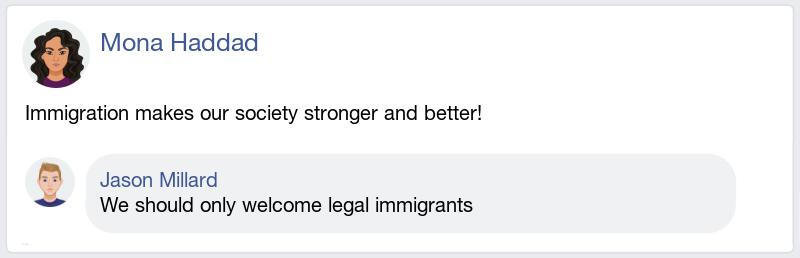 Mona Haddad
Immigration makes our society stronger and better!
Jason Millard
We should only welcome legal immigrants